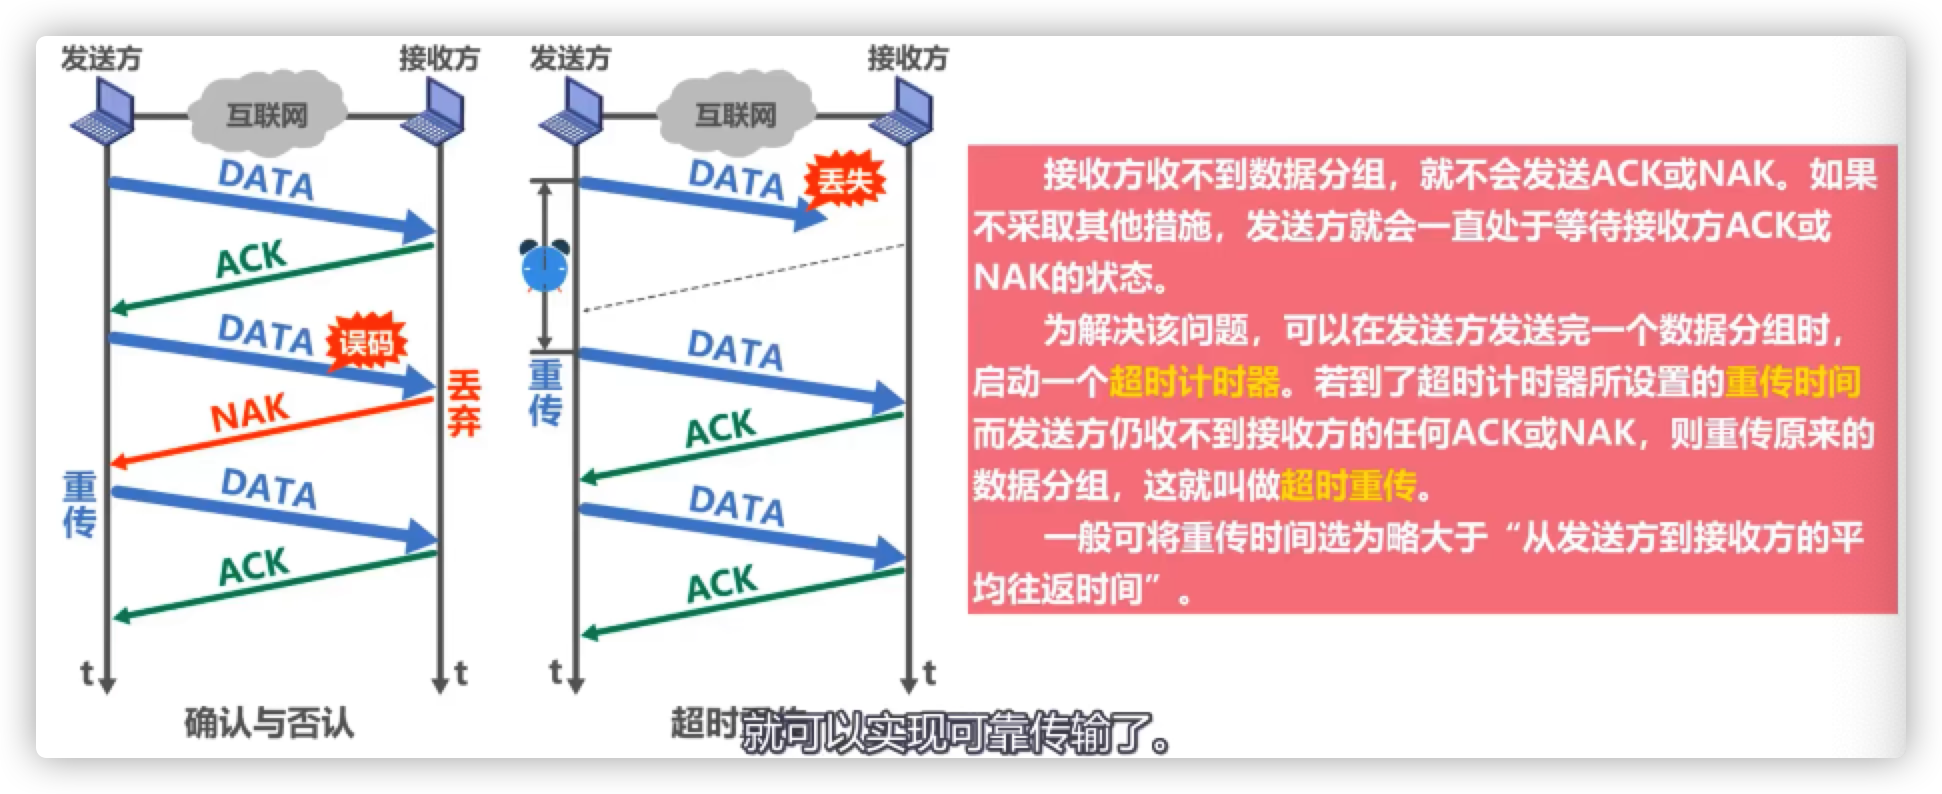 发送方
接收方
互联网
DATA
ACK
DATA
误码
丢弃
NAK
重传
DATA
ACK
t
t
确认与否认
发送方
接收方
互联网
DATA
丢失
重传
DATA
ACK
DATA
ACK
t
t
超时
接收方收不到数据分组，就不会发送ACK或NAK。如果
不采取其他措施，发送方就会一直处于等待接收方ACK或
NAK的状态。
为解决该问题，可以在发送方发送完一个数据分组时，
启动一个超时计时器。若到了超时计时器所设置的重传时间
而发送方仍收不到接收方的任何ACK或NAK，则重传原来的
数据分组，这就叫做超时重传。
一般可将重传时间选为略大于“从发送方到接收方的平
均往返时间”。
就可以实现可靠传输了。